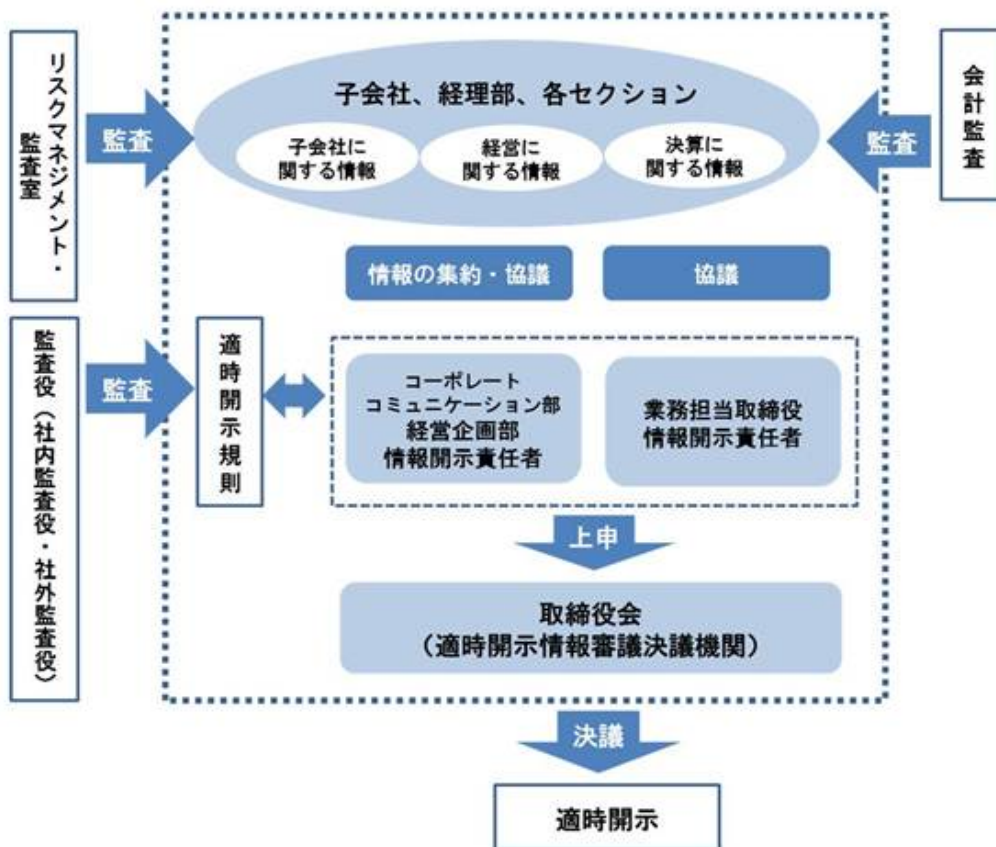 リスクマネジメント・
監査室
監査
子会社、経理部、各セクション
子会社に
関する情報
経営に
関する情報
決算に
関する情報
監査
会計監査
情報の集約・協議
協議
監査役（社内監査役・社外監査役）
監査
適時開示規則
コーポレート
コミュニケーション部
経営企画部
情報開示責任者
業務担当取締役
情報開示責任者
上申
取締役会
（適時開示情報審議決議機関）
決議
適時開示